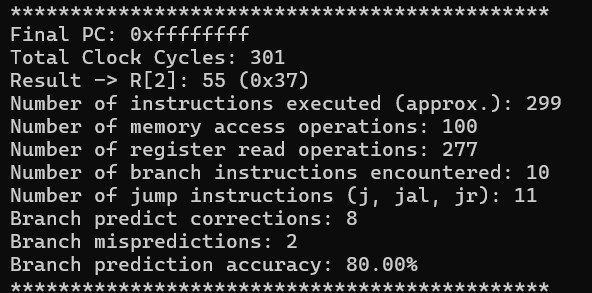 *********************************************
Final PC: 0xffffffff
Total Clock Cycles: 301
Result -> R[2]: 55 (0x37)
Number of instructions executed (approx.): 299
Number of memory access operations: 100
Number of register read operations: 277
Number of branch instructions encountered: 10
Number of jump instructions (j, jal, jr): 11
Branch predict corrections: 8
Branch mispredictions: 2
Branch prediction accuracy: 80.00%
*********************************************